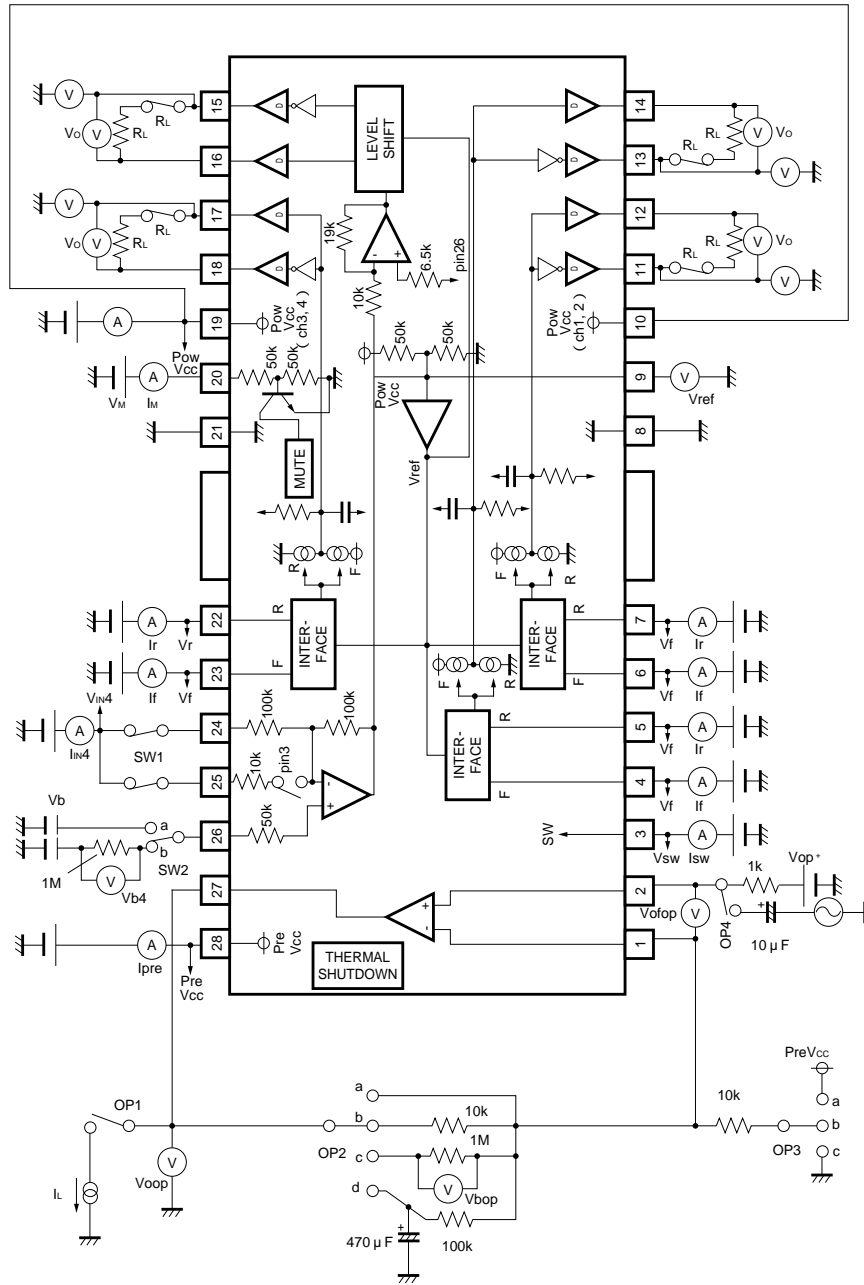 15
16
17
18
19
20
21
22
23
24
25
26
27
28
14
13
12
11
10
9
8
7
6
5
4
3
2
1
V
V
VO
RL
RL
V
V
VO
RL
RL
A
Pow
VCC
A
VM
IM
D
D
D
D
LEVEL
SHIFT
19k
10k
-
+
6.5k
pin26
Pow
VCC
( ch3, 4 )
50k
50k
MUTE
50k
50k
Pow
VCC
Vref
Pow
VCC
( ch1, 2 )
D
D
D
D
RL
RL
V
VO
V
RL
RL
V
VO
V
V
Vref
R
F
INTER-
FACE
R
F
F
R
INTER-
FACE
R
F
F
R
INTER-
FACE
R
F
A
Ir
Vr
A
If
Vf
VIN4
A
IIN4
SW1
100k
100k
10k
pin3
50k
-
+
Vb
a
b
SW2
1M
V
Vb4
A
Ipre
Pre
VCC
Pre
VCC
THERMAL
SHUTDOWN
+
-
SW
Vf
A
Ir
Vf
A
If
Vf
A
Ir
Vf
A
If
Vsw
A
Isw
1k
Vop+
V
Vofop
OP4
+
10µF
OP1
IL
V
Voop
OP2
a
b
c
d
10k
1M
V
Vbop
+
470µF
100k
10k
OP3
PreVCC
a
b
c